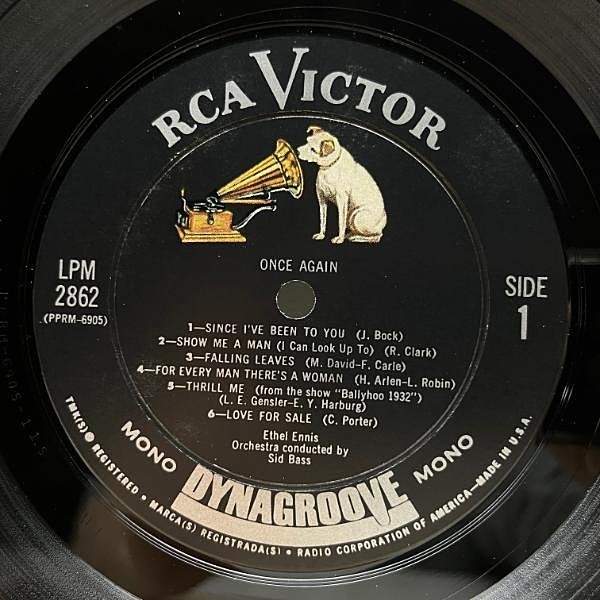 RCA VICTOR
ONCE AGAIN
LPM
2862
(PPRM-6905)
SIDE
1
1—SINCE I'VE BEEN TO YOU (J. Bock)
2—SHOW ME A MAN (I Can Look Up To) (R. Clark)
3—FALLING LEAVES (M. David-F. Carle)
4—FOR EVERY MAN THERE'S A WOMAN (H. Arlen-L. Robin)
5—THRILL ME (from the show "Ballyhoo 1932")
(L. E. Gensler-E. Y. Harburg)
6—LOVE FOR SALE (C. Porter)
Ethel Ennis
Orchestra conducted by
Sid Bass
MONO
DYNAGROOVE
MONO
TMK(S) ® REGISTERED • MARCA(S) REGISTRADA(S) • RADIO CORPORATION OF AMERICA—MADE IN U.S.A.